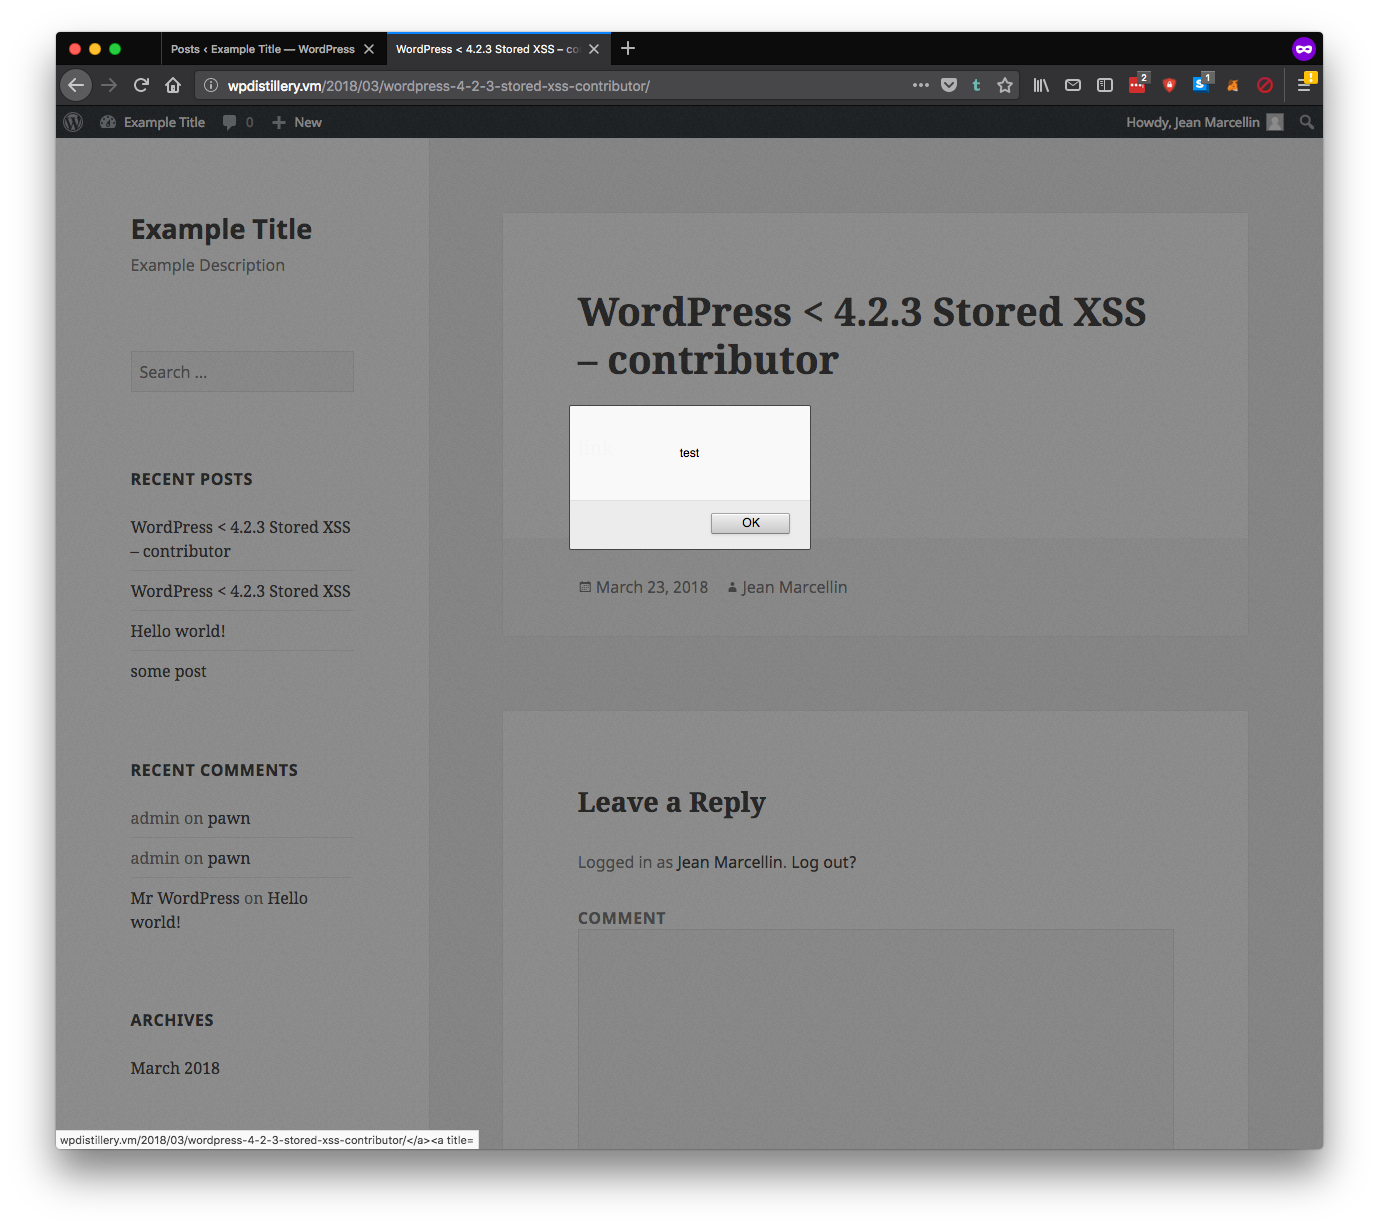 Posts ‹ Example Title — WordPress
WordPress < 4.2.3 Stored XSS – co
wpdistillery.vm/2018/03/wordpress-4-2-3-stored-xss-contributor/
t
2
S
1
!
Example Title
0
New
Howdy, Jean Marcellin
Example Title
Example Description
Search ...
RECENT POSTS
WordPress < 4.2.3 Stored XSS
– contributor
WordPress < 4.2.3 Stored XSS
Hello world!
some post
RECENT COMMENTS
admin on pawn
admin on pawn
Mr WordPress on Hello
world!
ARCHIVES
March 2018
WordPress < 4.2.3 Stored XSS
– contributor
link
test
OK
March 23, 2018
Jean Marcellin
Leave a Reply
Logged in as Jean Marcellin. Log out?
COMMENT
wpdistillery.vm/2018/03/wordpress-4-2-3-stored-xss-contributor/</a><a title=